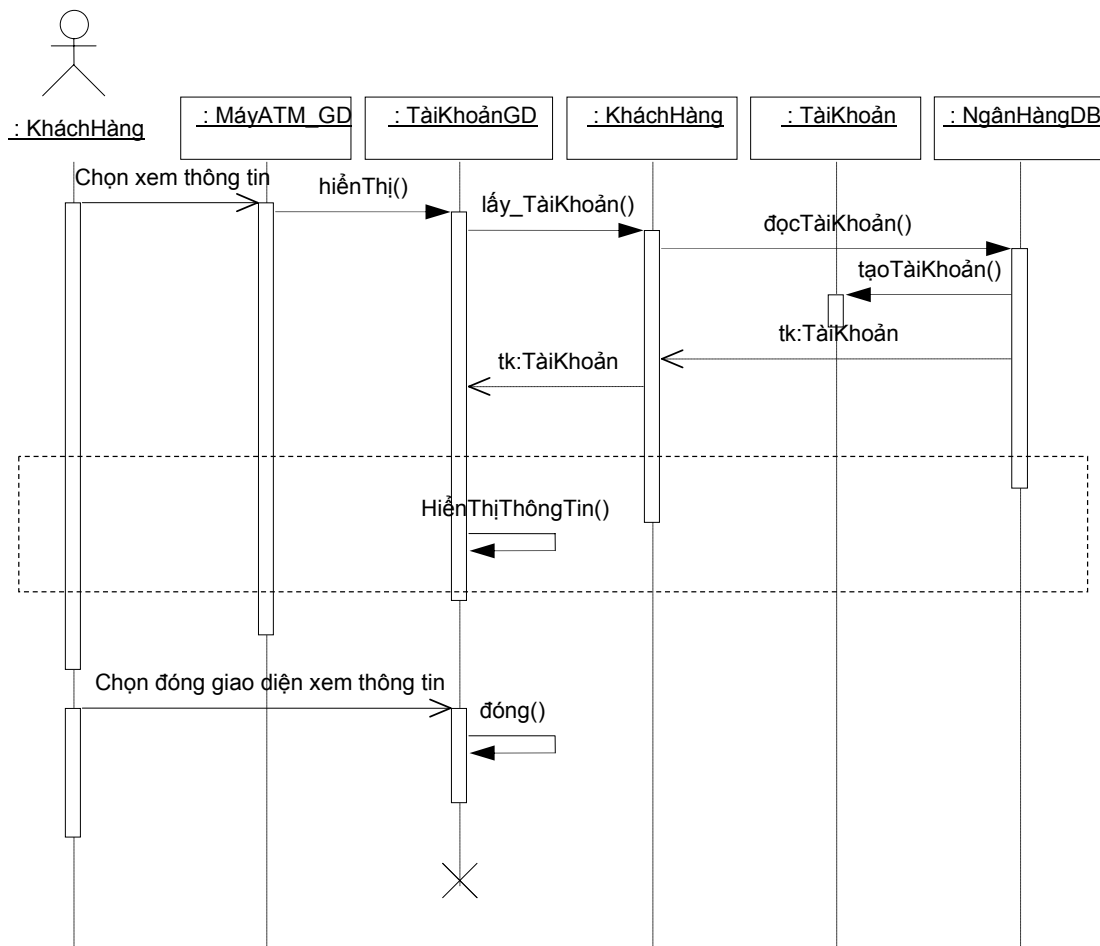 : KháchHàng
: MáyATM_GD
: TàiKhoảnGD
: KháchHàng
: TàiKhoản
: NgânHàngDB
Chọn xem thông tin
hiểnThị()
lấy_TàiKhoản()
đọcTàiKhoản()
tạoTàiKhoản()
tk:TàiKhoản
tk:TàiKhoản
HiểnThịThôngTin()
Chọn đóng giao diện xem thông tin
đóng()